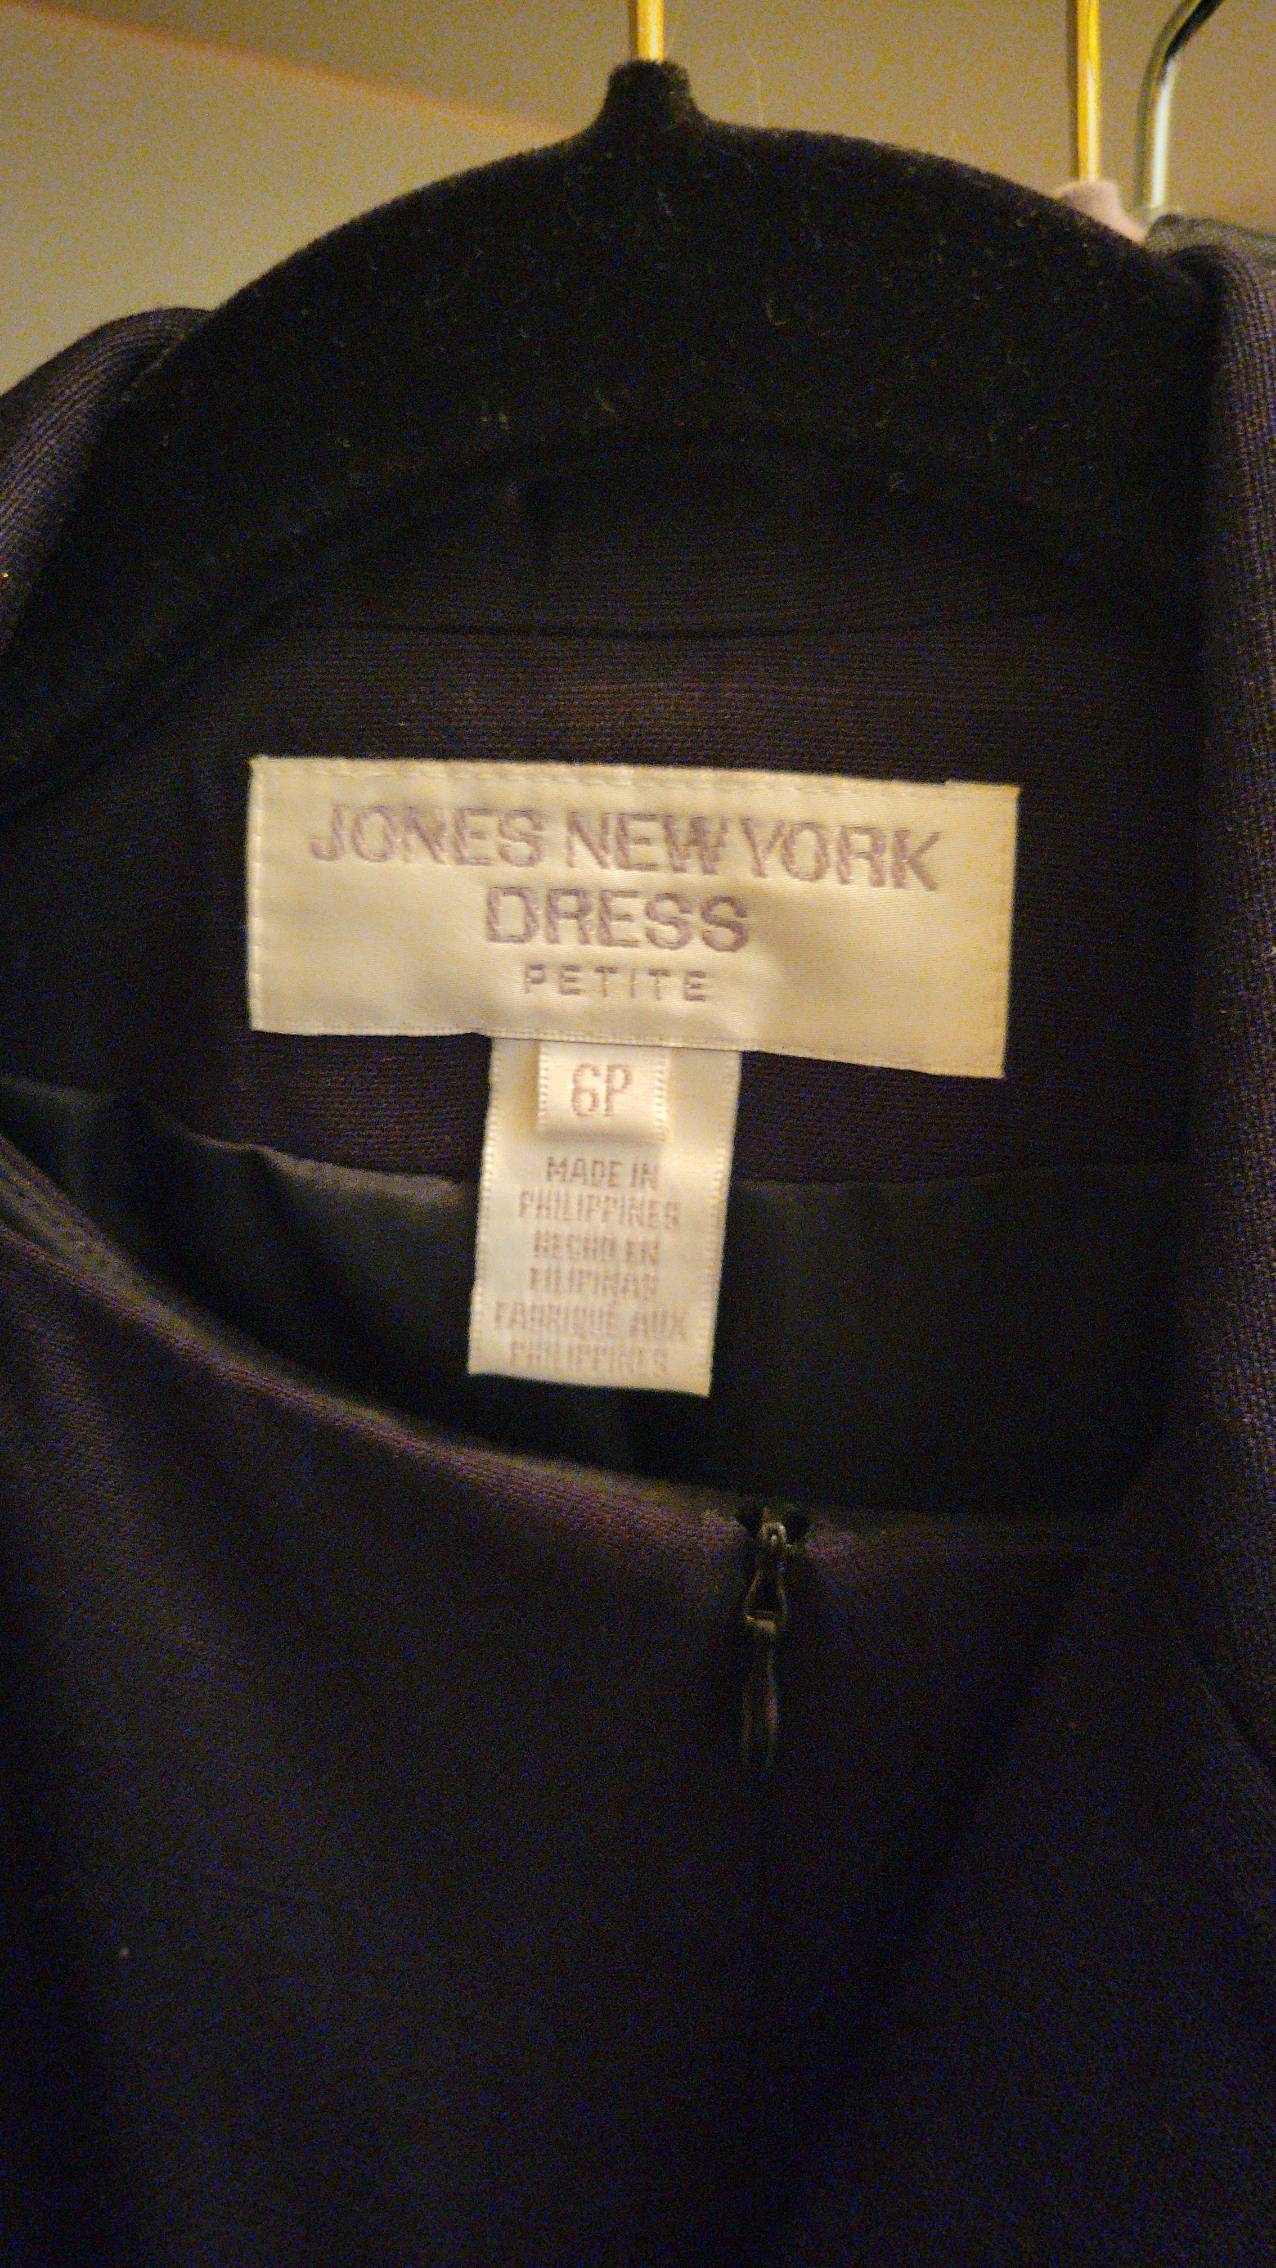 JONES NEW YORK
DRESS
PETITE
6P
MADE IN
PHILIPPINES
HECHO EN
FILIPINAS
FABRIQUÉ AUX
PHILIPPINES